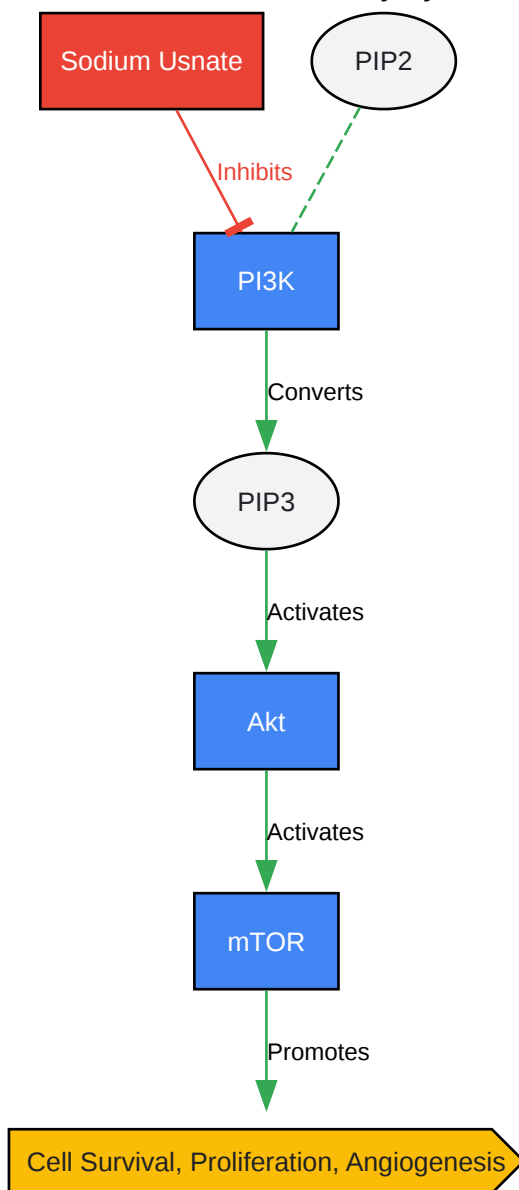 Sodium Usnate
PIP2
Inhibits
PI3K
Converts
PIP3
Activates
Akt
Activates
mTOR
Promotes
Cell Survival, Proliferation, Angiogenesis